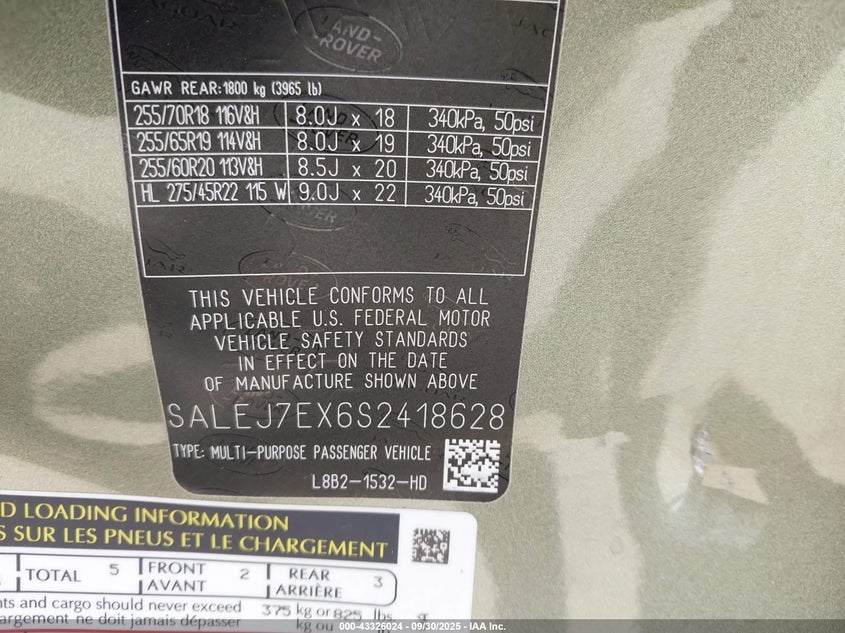 LAND-
ROVER
GAWR REAR: 1800 kg (3965 lb)
255/70R18 116V&H 8.0J x 18 340kPa, 50psi
255/65R19 114V&H 8.0J x 19 340kPa, 50psi
255/60R20 113V&H 8.5J x 20 340kPa, 50psi
HL 275/45R22 115 W 9.0J x 22 340kPa, 50psi
THIS VEHICLE CONFORMS TO ALL
APPLICABLE U.S. FEDERAL MOTOR
VEHICLE SAFETY STANDARDS
IN EFFECT ON THE DATE
OF MANUFACTURE SHOWN ABOVE
SALEJ7EX6S2418628
TYPE: MULTI-PURPOSE PASSENGER VEHICLE
L8B2-1532-HD
LOADING INFORMATION
SUR LES PNEUS ET LE CHARGEMENT
TOTAL 5 FRONT 2 REAR 3
AVANT ARRIÈRE
and cargo should never exceed 375 kg or 825 lbs
ne doit jamais dépasser kg ou
000-43326024 - 09/30/2025 - IAA Inc.